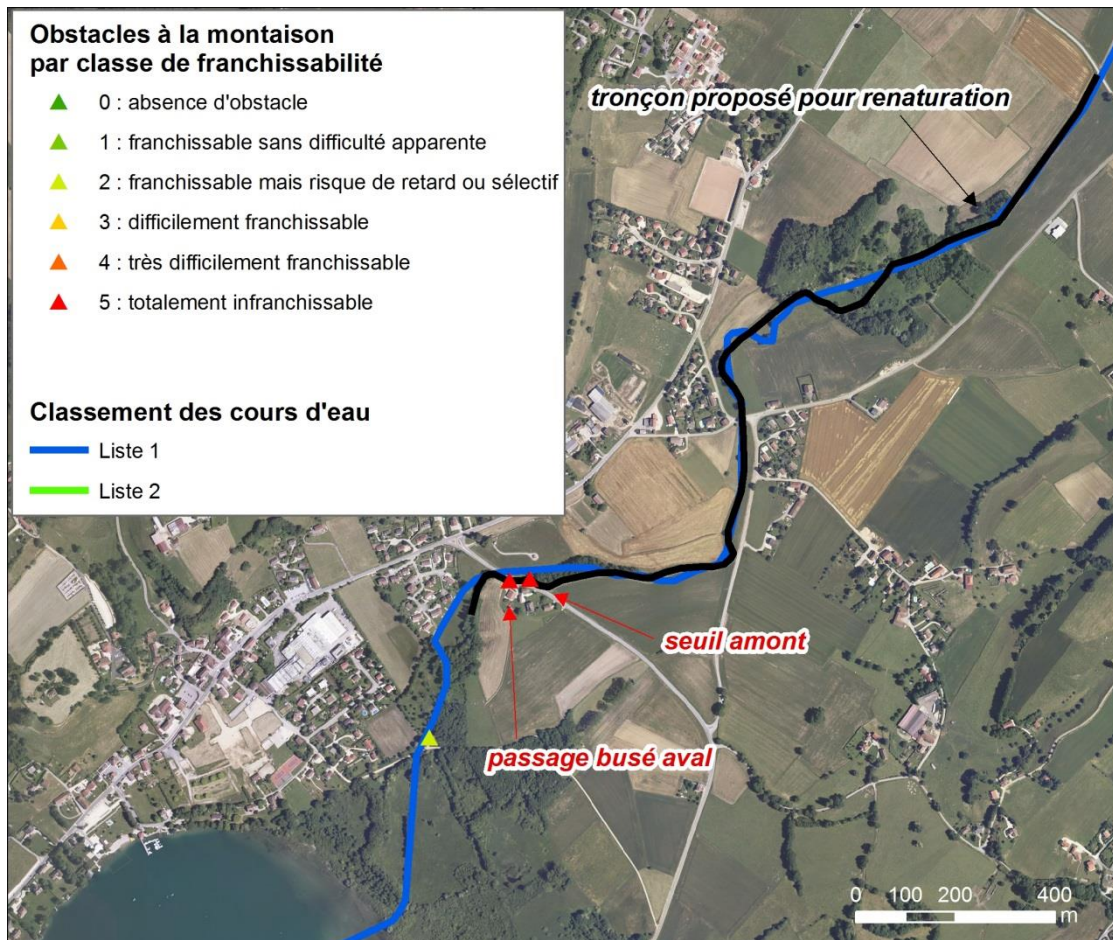 Obstacles à la montaison
par classe de franchissabilité
0 : absence d'obstacle
1 : franchissable sans difficulté apparente
2 : franchissable mais risque de retard ou sélectif
3 : difficilement franchissable
4 : très difficilement franchissable
5 : totalement infranchissable
Classement des cours d'eau
Liste 1
Liste 2
tronçon proposé pour renaturation
seuil amont
passage busé aval
0 100 200 400
m